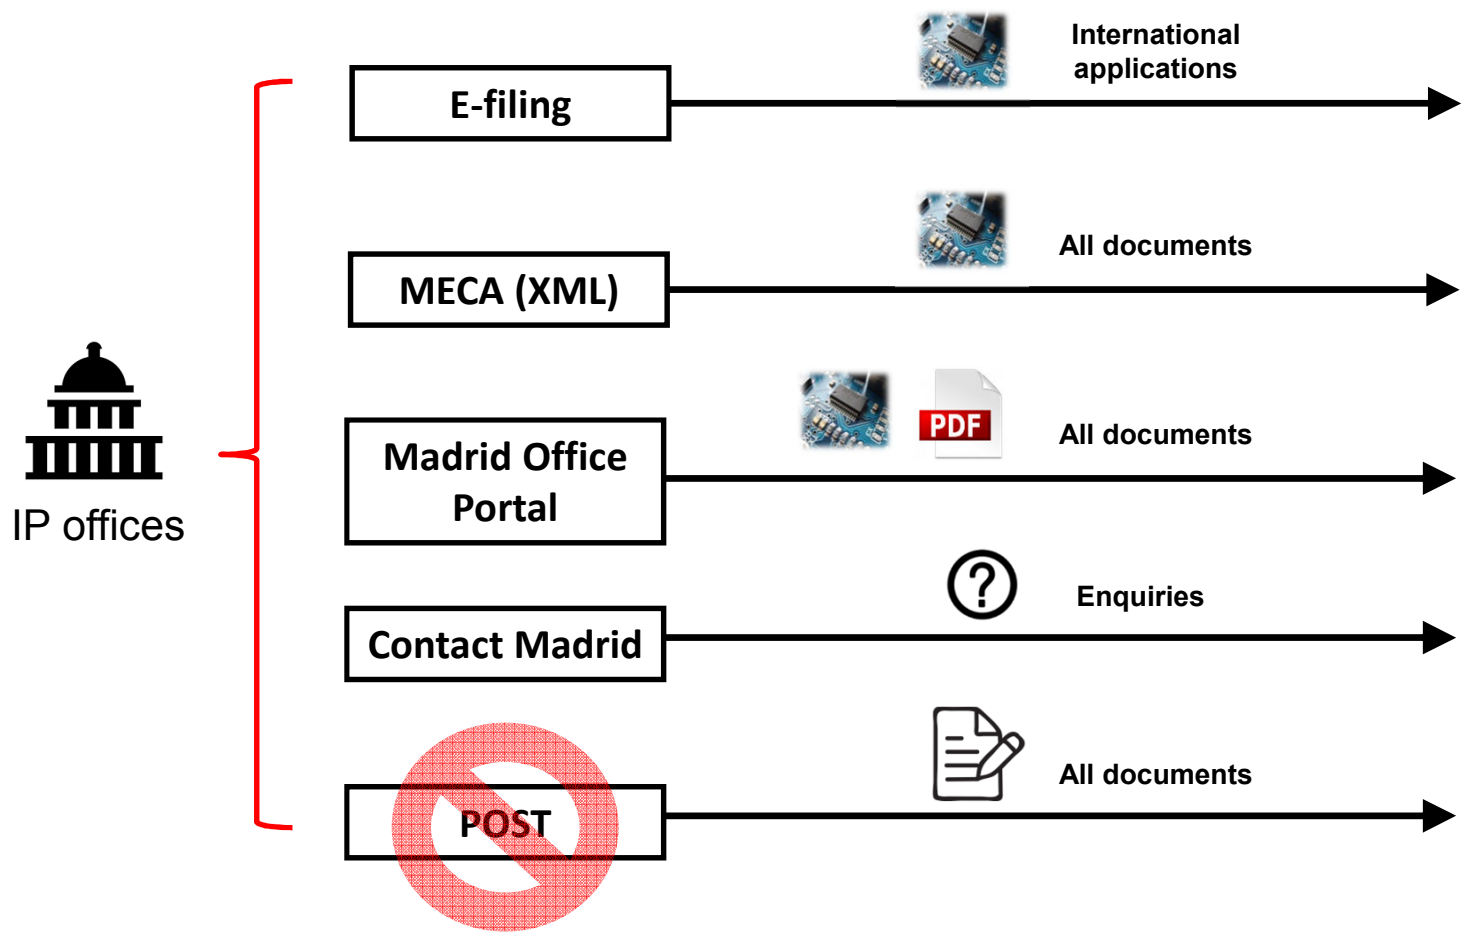 International
applications
E-filing
All documents
MECA (XML)
PDF
All documents
Madrid Office
Portal
IP offices
Enquiries
Contact Madrid
All documents
POST